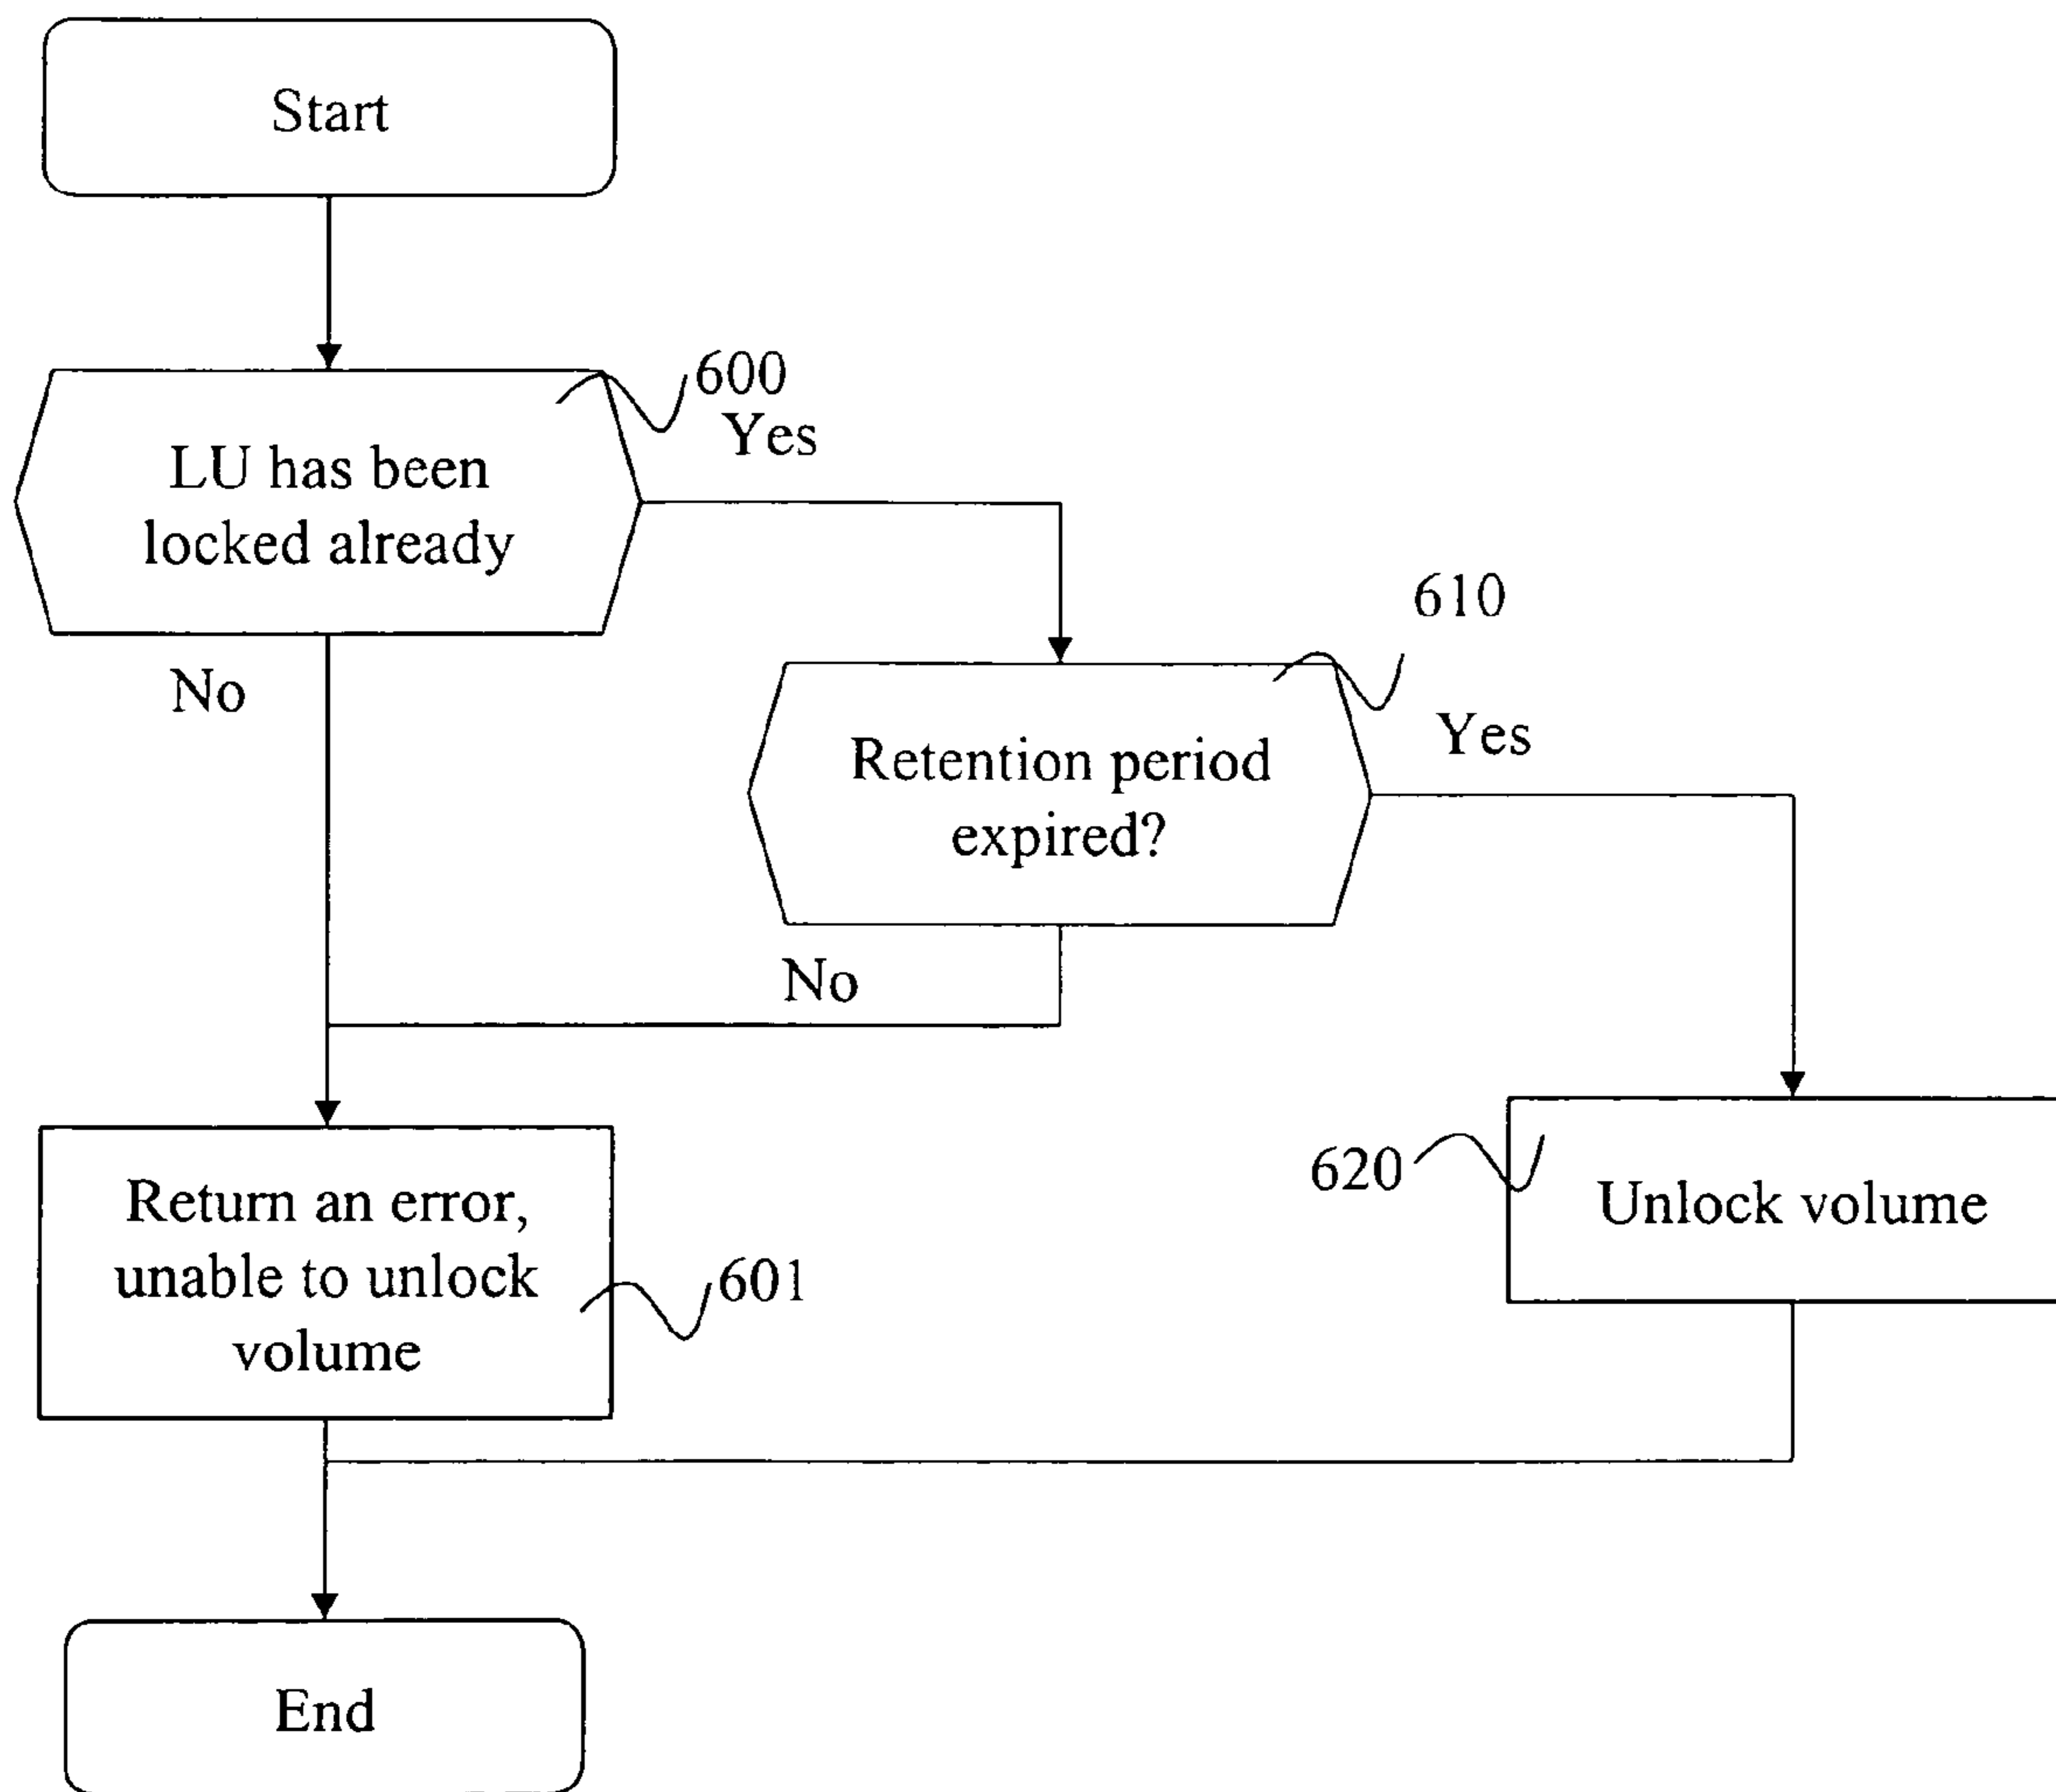 Start
600
Yes
LU has been
locked already
No
610
Yes
Retention period
expired?
No
Return an error,
unable to unlock
volume
601
620
Unlock volume
End